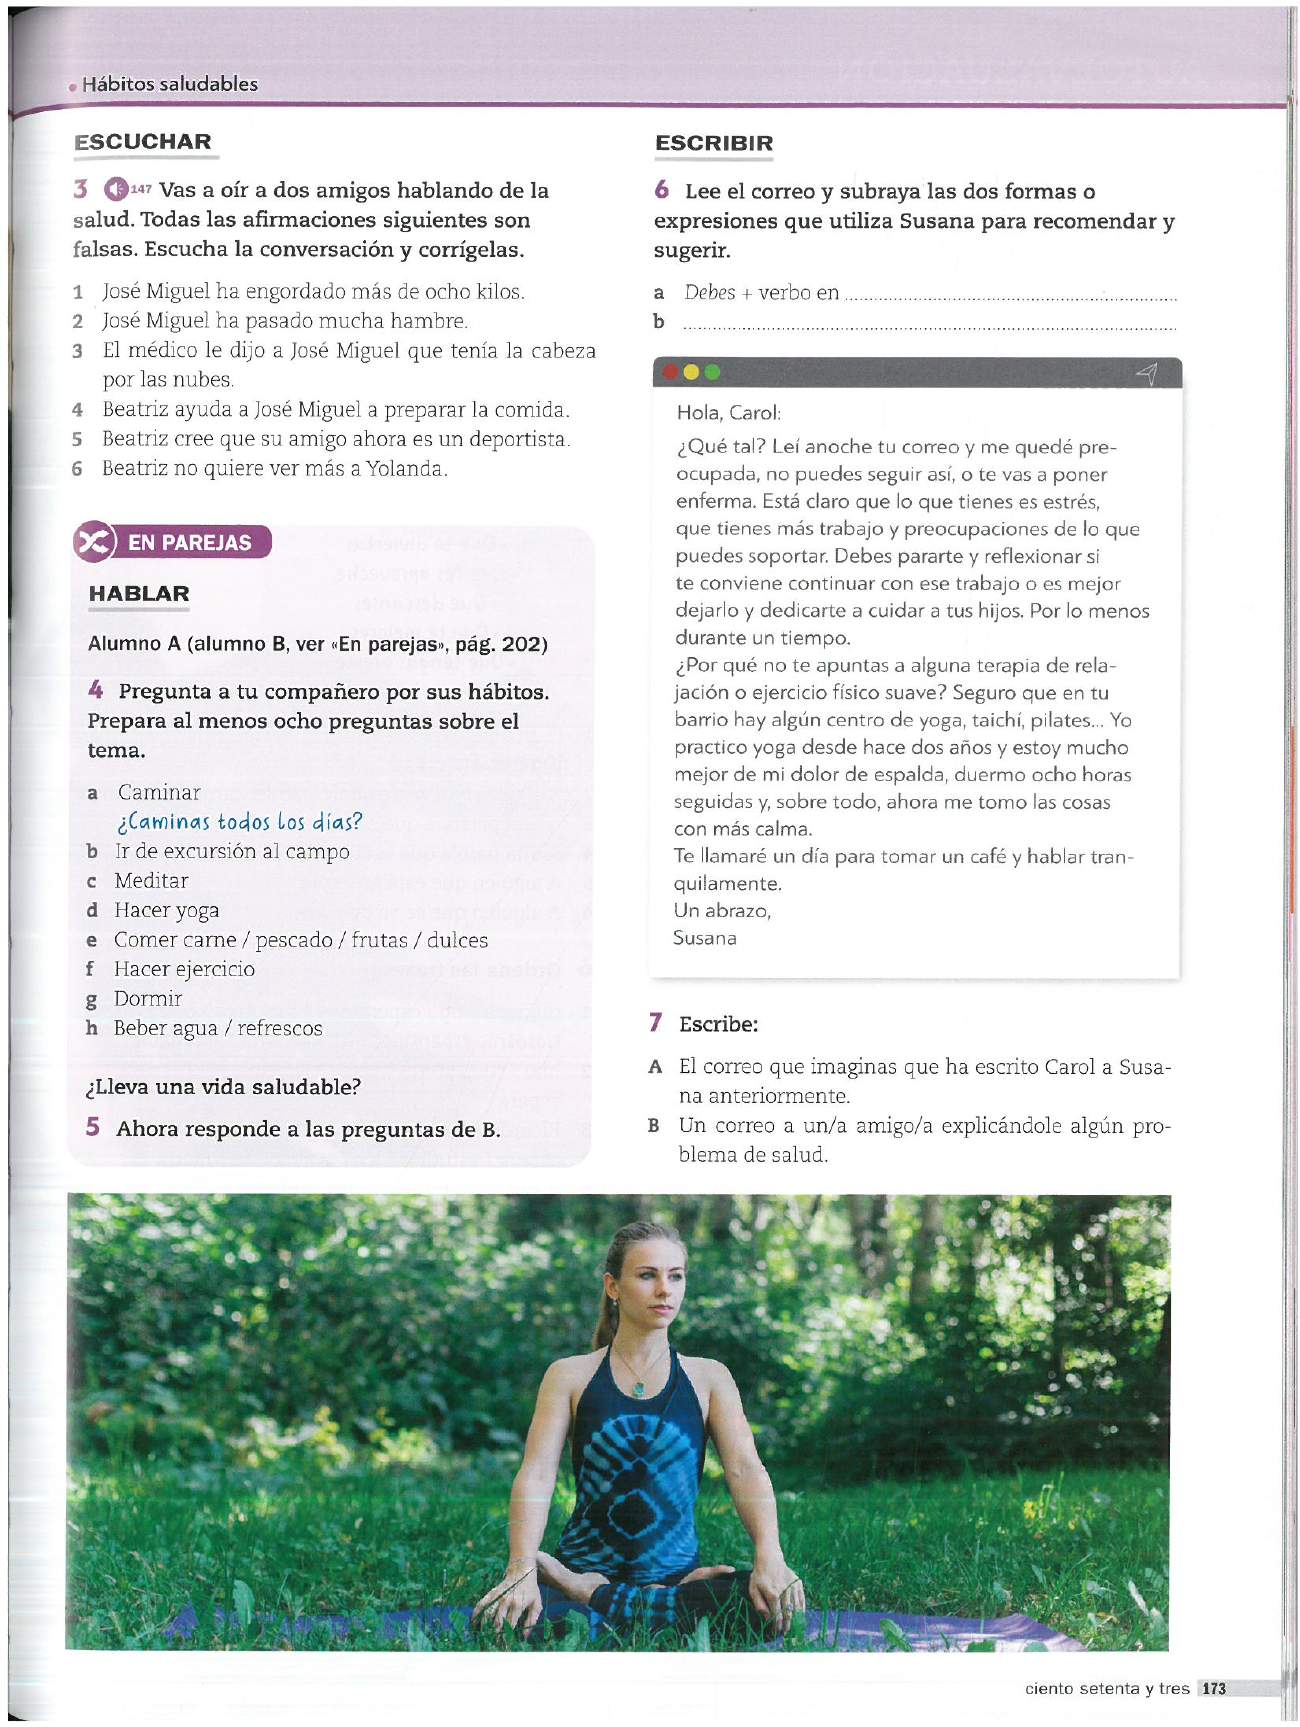 Hábitos saludables
ESCUCHAR
3 147 Vas a oír a dos amigos hablando de la
salud. Todas las afirmaciones siguientes son
falsas. Escucha la conversación y corrígelas.
1 José Miguel ha engordado más de ocho kilos.
2 José Miguel ha pasado mucha hambre.
3 El médico le dijo a José Miguel que tenía la cabeza
por las nubes.
4 Beatriz ayuda a José Miguel a preparar la comida.
5 Beatriz cree que su amigo ahora es un deportista.
6 Beatriz no quiere ver más a Yolanda.
EN PAREJAS
HABLAR
Alumno A (alumno B, ver «En parejas», pág. 202)
4 Pregunta a tu compañero por sus hábitos.
Prepara al menos ocho preguntas sobre el
tema.
a Caminar
¿Caminas todos los días?
b Ir de excursión al campo
c Meditar
d Hacer yoga
e Comer carne / pescado / frutas / dulces
f Hacer ejercicio
g Dormir
h Beber agua / refrescos
¿Lleva una vida saludable?
5 Ahora responde a las preguntas de B.
ESCRIBIR
6 Lee el correo y subraya las dos formas o
expresiones que utiliza Susana para recomendar y
sugerir.
a Debes + verbo en
b
Hola, Carol:
¿Qué tal? Leí anoche tu correo y me quedé pre-
ocupada, no puedes seguir así, o te vas a poner
enferma. Está claro que lo que tienes es estrés,
que tienes más trabajo y preocupaciones de lo que
puedes soportar. Debes pararte y reflexionar si
te conviene continuar con ese trabajo o es mejor
dejarlo y dedicarte a cuidar a tus hijos. Por lo menos
durante un tiempo.
¿Por qué no te apuntas a alguna terapia de rela-
jación o ejercicio físico suave? Seguro que en tu
barrio hay algún centro de yoga, taichí, pilates... Yo
practico yoga desde hace dos años y estoy mucho
mejor de mi dolor de espalda, duermo ocho horas
seguidas y, sobre todo, ahora me tomo las cosas
con más calma.
Te llamaré un día para tomar un café y hablar tran-
quilamente.
Un abrazo,
Susana
7 Escribe:
A El correo que imaginas que ha escrito Carol a Susa-
na anteriormente.
B Un correo a un/a amigo/a explicándole algún pro-
blema de salud.
ciento setenta y tres 173